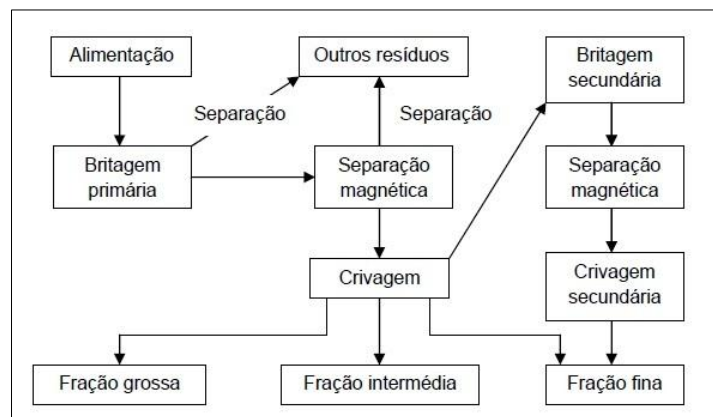 Alimentação
Outros resíduos
Britagem
secundária
Separação
Separação
Britagem
primária
Separação
magnética
Separação
magnética
Crivagem
Crivagem
secundária
Fração grossa
Fração intermédia
Fração fina